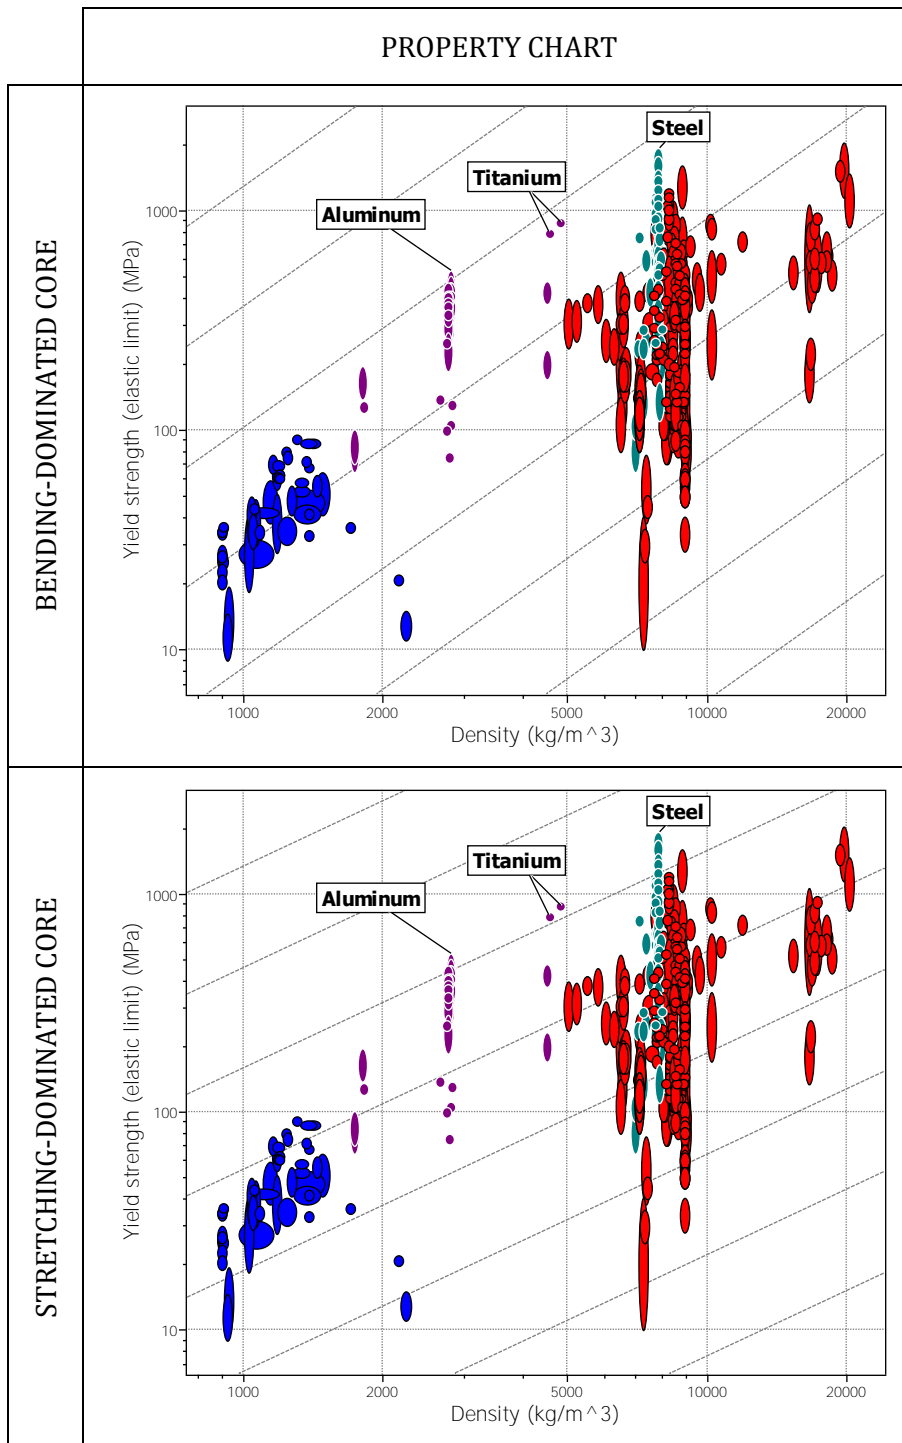 PROPERTY CHART
BENDING-DOMINATED CORE
Yield strength (elastic limit) (MPa)
1000
100
10
Steel
Titanium
Aluminum
1000
2000
5000
10000
20000
Density (kg/m^3)
STRETCHING-DOMINATED CORE
Yield strength (elastic limit) (MPa)
1000
100
10
Steel
Titanium
Aluminum
1000
2000
5000
10000
20000
Density (kg/m^3)